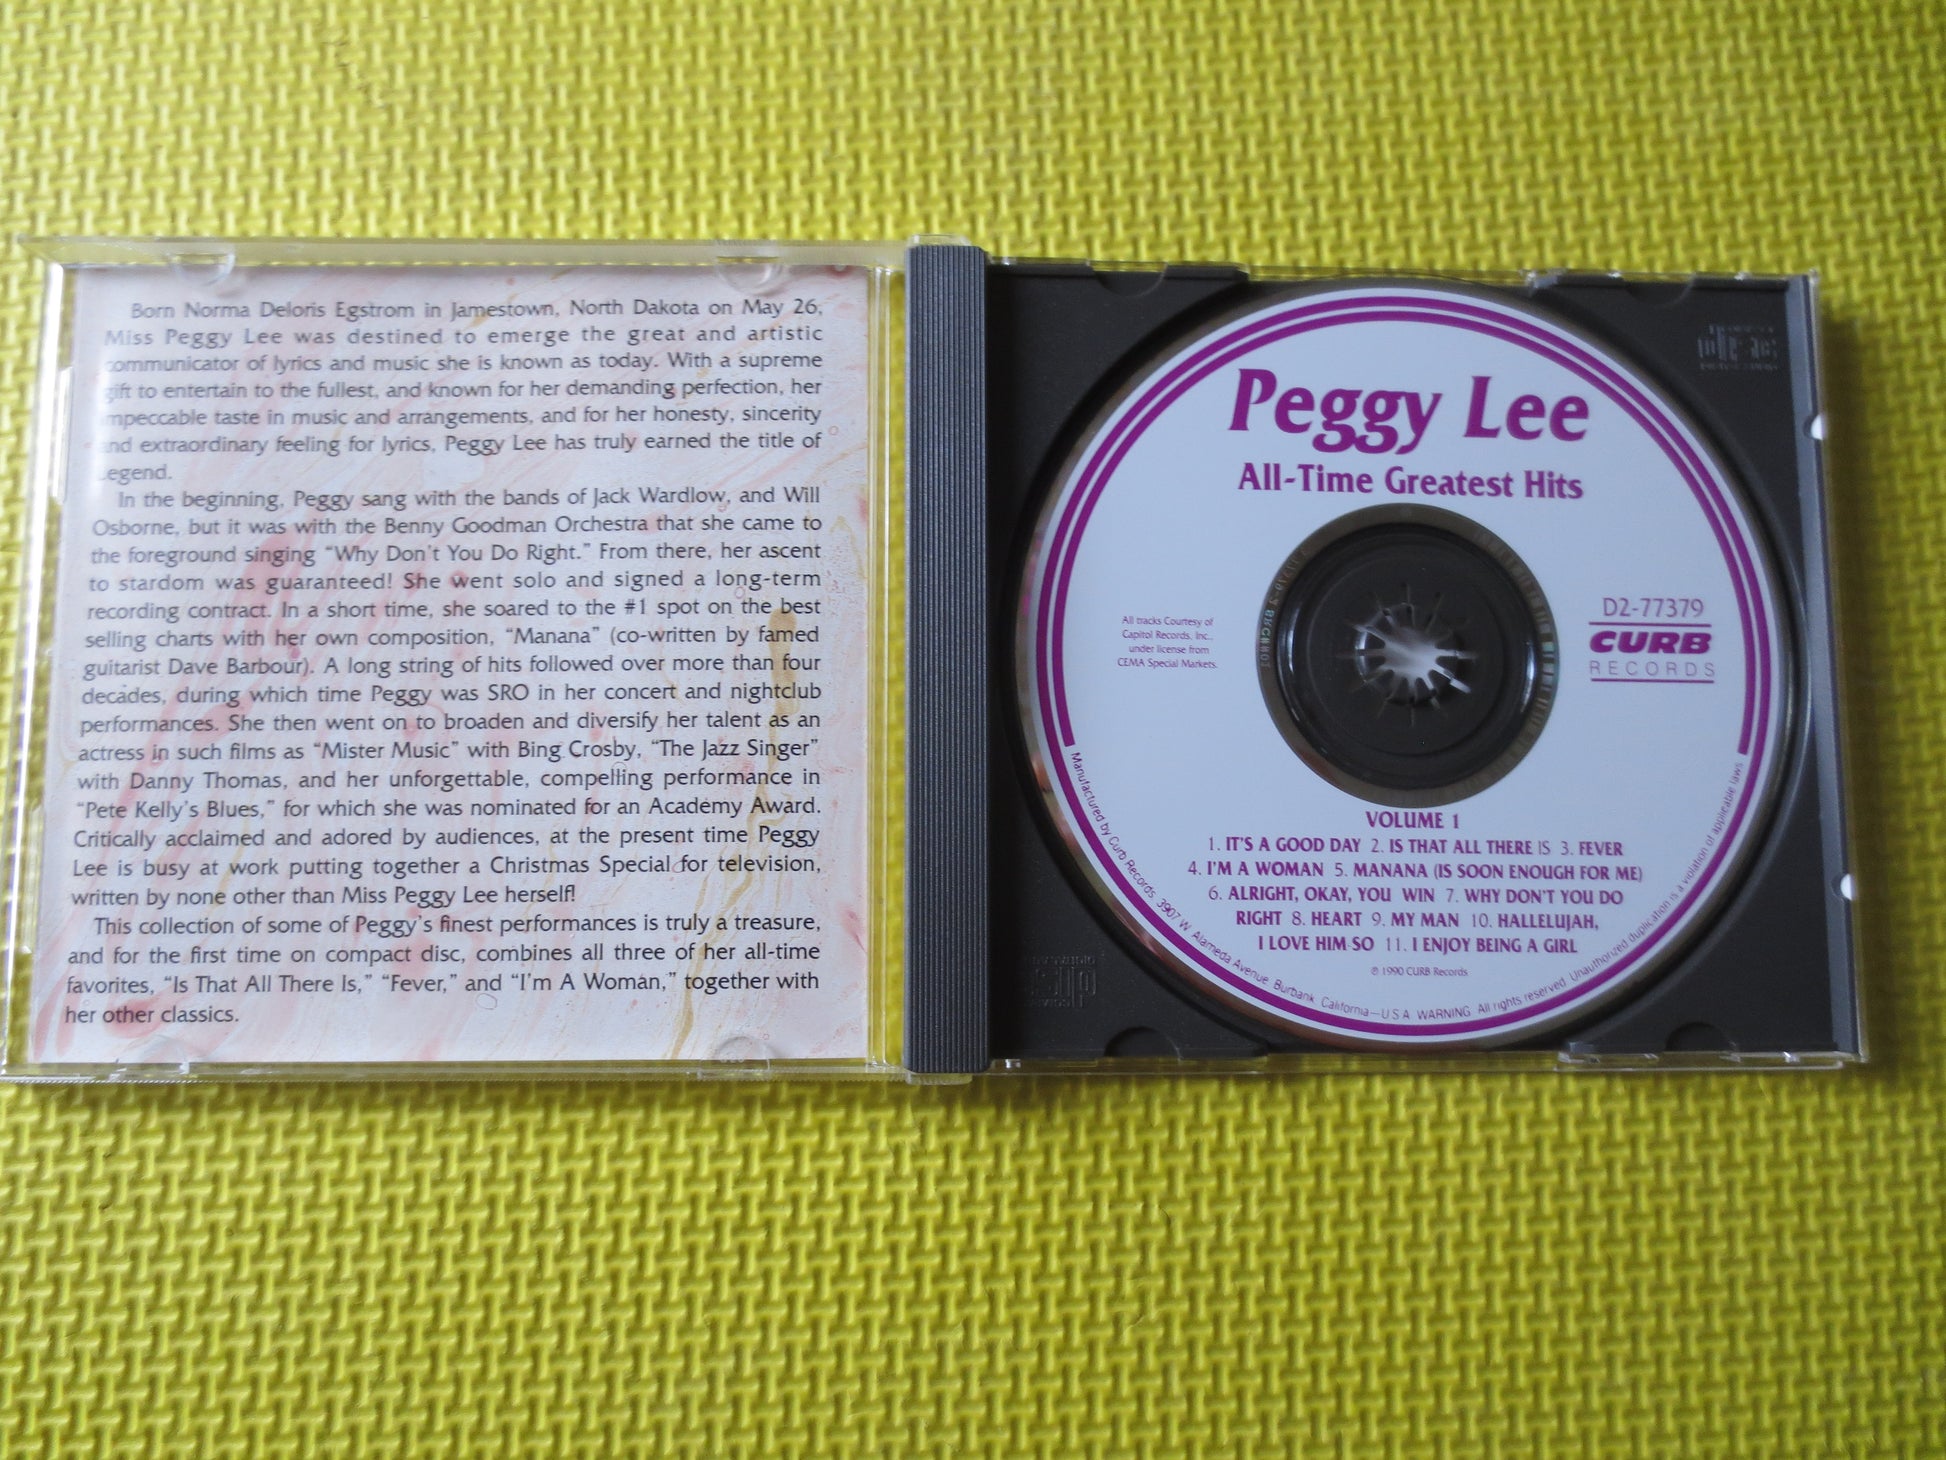 Born Norma Deloris Egstrom in Jamestown, North Dakota on May 26,
Miss Peggy Lee was destined to emerge the great and artistic
communicator of lyrics and music she is known as today. With a supreme
gift to entertain to the fullest, and known for her demanding perfection, her
impeccable taste in music and arrangements, and for her honesty, sincerity
and extraordinary feeling for lyrics, Peggy Lee has truly earned the title of
Legend.
In the beginning, Peggy sang with the bands of Jack Wardlow, and Will
Osborne, but it was with the Benny Goodman Orchestra that she came to
the foreground singing “Why Don't You Do Right.” From there, her ascent
to stardom was guaranteed! She went solo and signed a long-term
recording contract. In a short time, she soared to the #1 spot on the best
selling charts with her own composition, “Manana” (co-written by famed
guitarist Dave Barbour). A long string of hits followed over more than four
decades, during which time Peggy was SRO in her concert and nightclub
performances. She then went on to broaden and diversify her talent as an
actress in such films as “Mister Music” with Bing Crosby, “The Jazz Singer”
with Danny Thomas, and her unforgettable, compelling performance in
“Pete Kelly's Blues,” for which she was nominated for an Academy Award.
Critically acclaimed and adored by audiences, at the present time Peggy
Lee is busy at work putting together a Christmas Special for television,
written by none other than Miss Peggy Lee herself!
This collection of some of Peggy's finest performances is truly a treasure,
and for the first time on compact disc, combines all three of her all-time
favorites, “Is That All There Is,” “Fever,” and “I'm A Woman,” together with
her other classics.
Peggy Lee
All-Time Greatest Hits
All tracks Courtesy of
Capitol Records, Inc.,
under license from
CEMA Special Markets.
D2-77379
CURB
RECORDS
VOLUME 1
1. IT'S A GOOD DAY 2. IS THAT ALL THERE IS 3. FEVER
4. I'M A WOMAN 5. MANANA (IS SOON ENOUGH FOR ME)
6. ALRIGHT, OKAY, YOU WIN 7. WHY DON'T YOU DO
RIGHT 8. HEART 9. MY MAN 10. HALLELUJAH,
I LOVE HIM SO 11. I ENJOY BEING A GIRL
℗ 1990 CURB Records
Manufactured by Curb Records, 3907 W. Alameda Avenue, Burbank, California—U.S.A. WARNING: All rights reserved. Unauthorized duplication is a violation of applicable laws